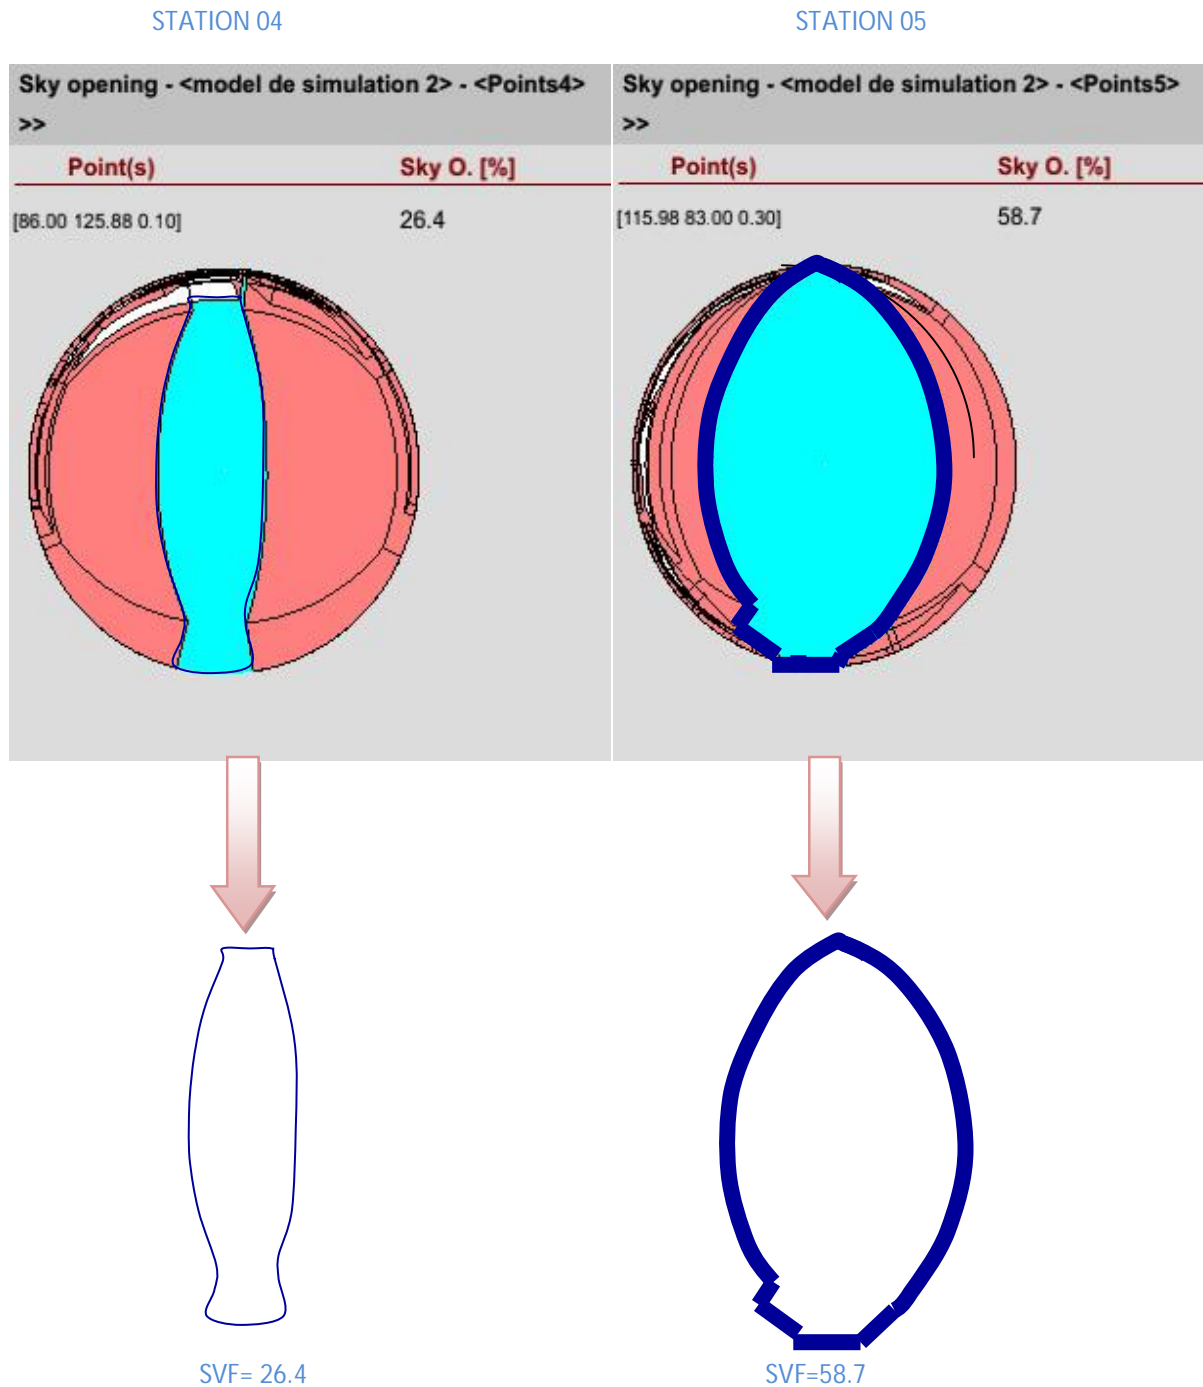 STATION 04
STATION 05
Sky opening - <model de simulation 2> - <Points4>
>>
Point(s) Sky O. [%]
[86.00 125.88 0.10] 26.4
Sky opening - <model de simulation 2> - <Points5>
>>
Point(s) Sky O. [%]
[115.98 83.00 0.30] 58.7
SVF= 26.4
SVF=58.7